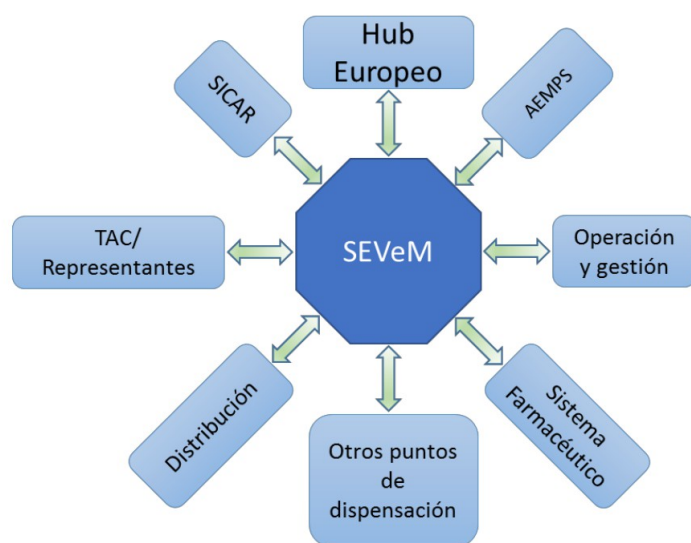 Hub
Europeo
SICAR
AEMPS
TAC/
Representantes
SEVeM
Operación
y gestión
Distribución
Otros puntos
de
dispensación
Sistema
Farmacéutico